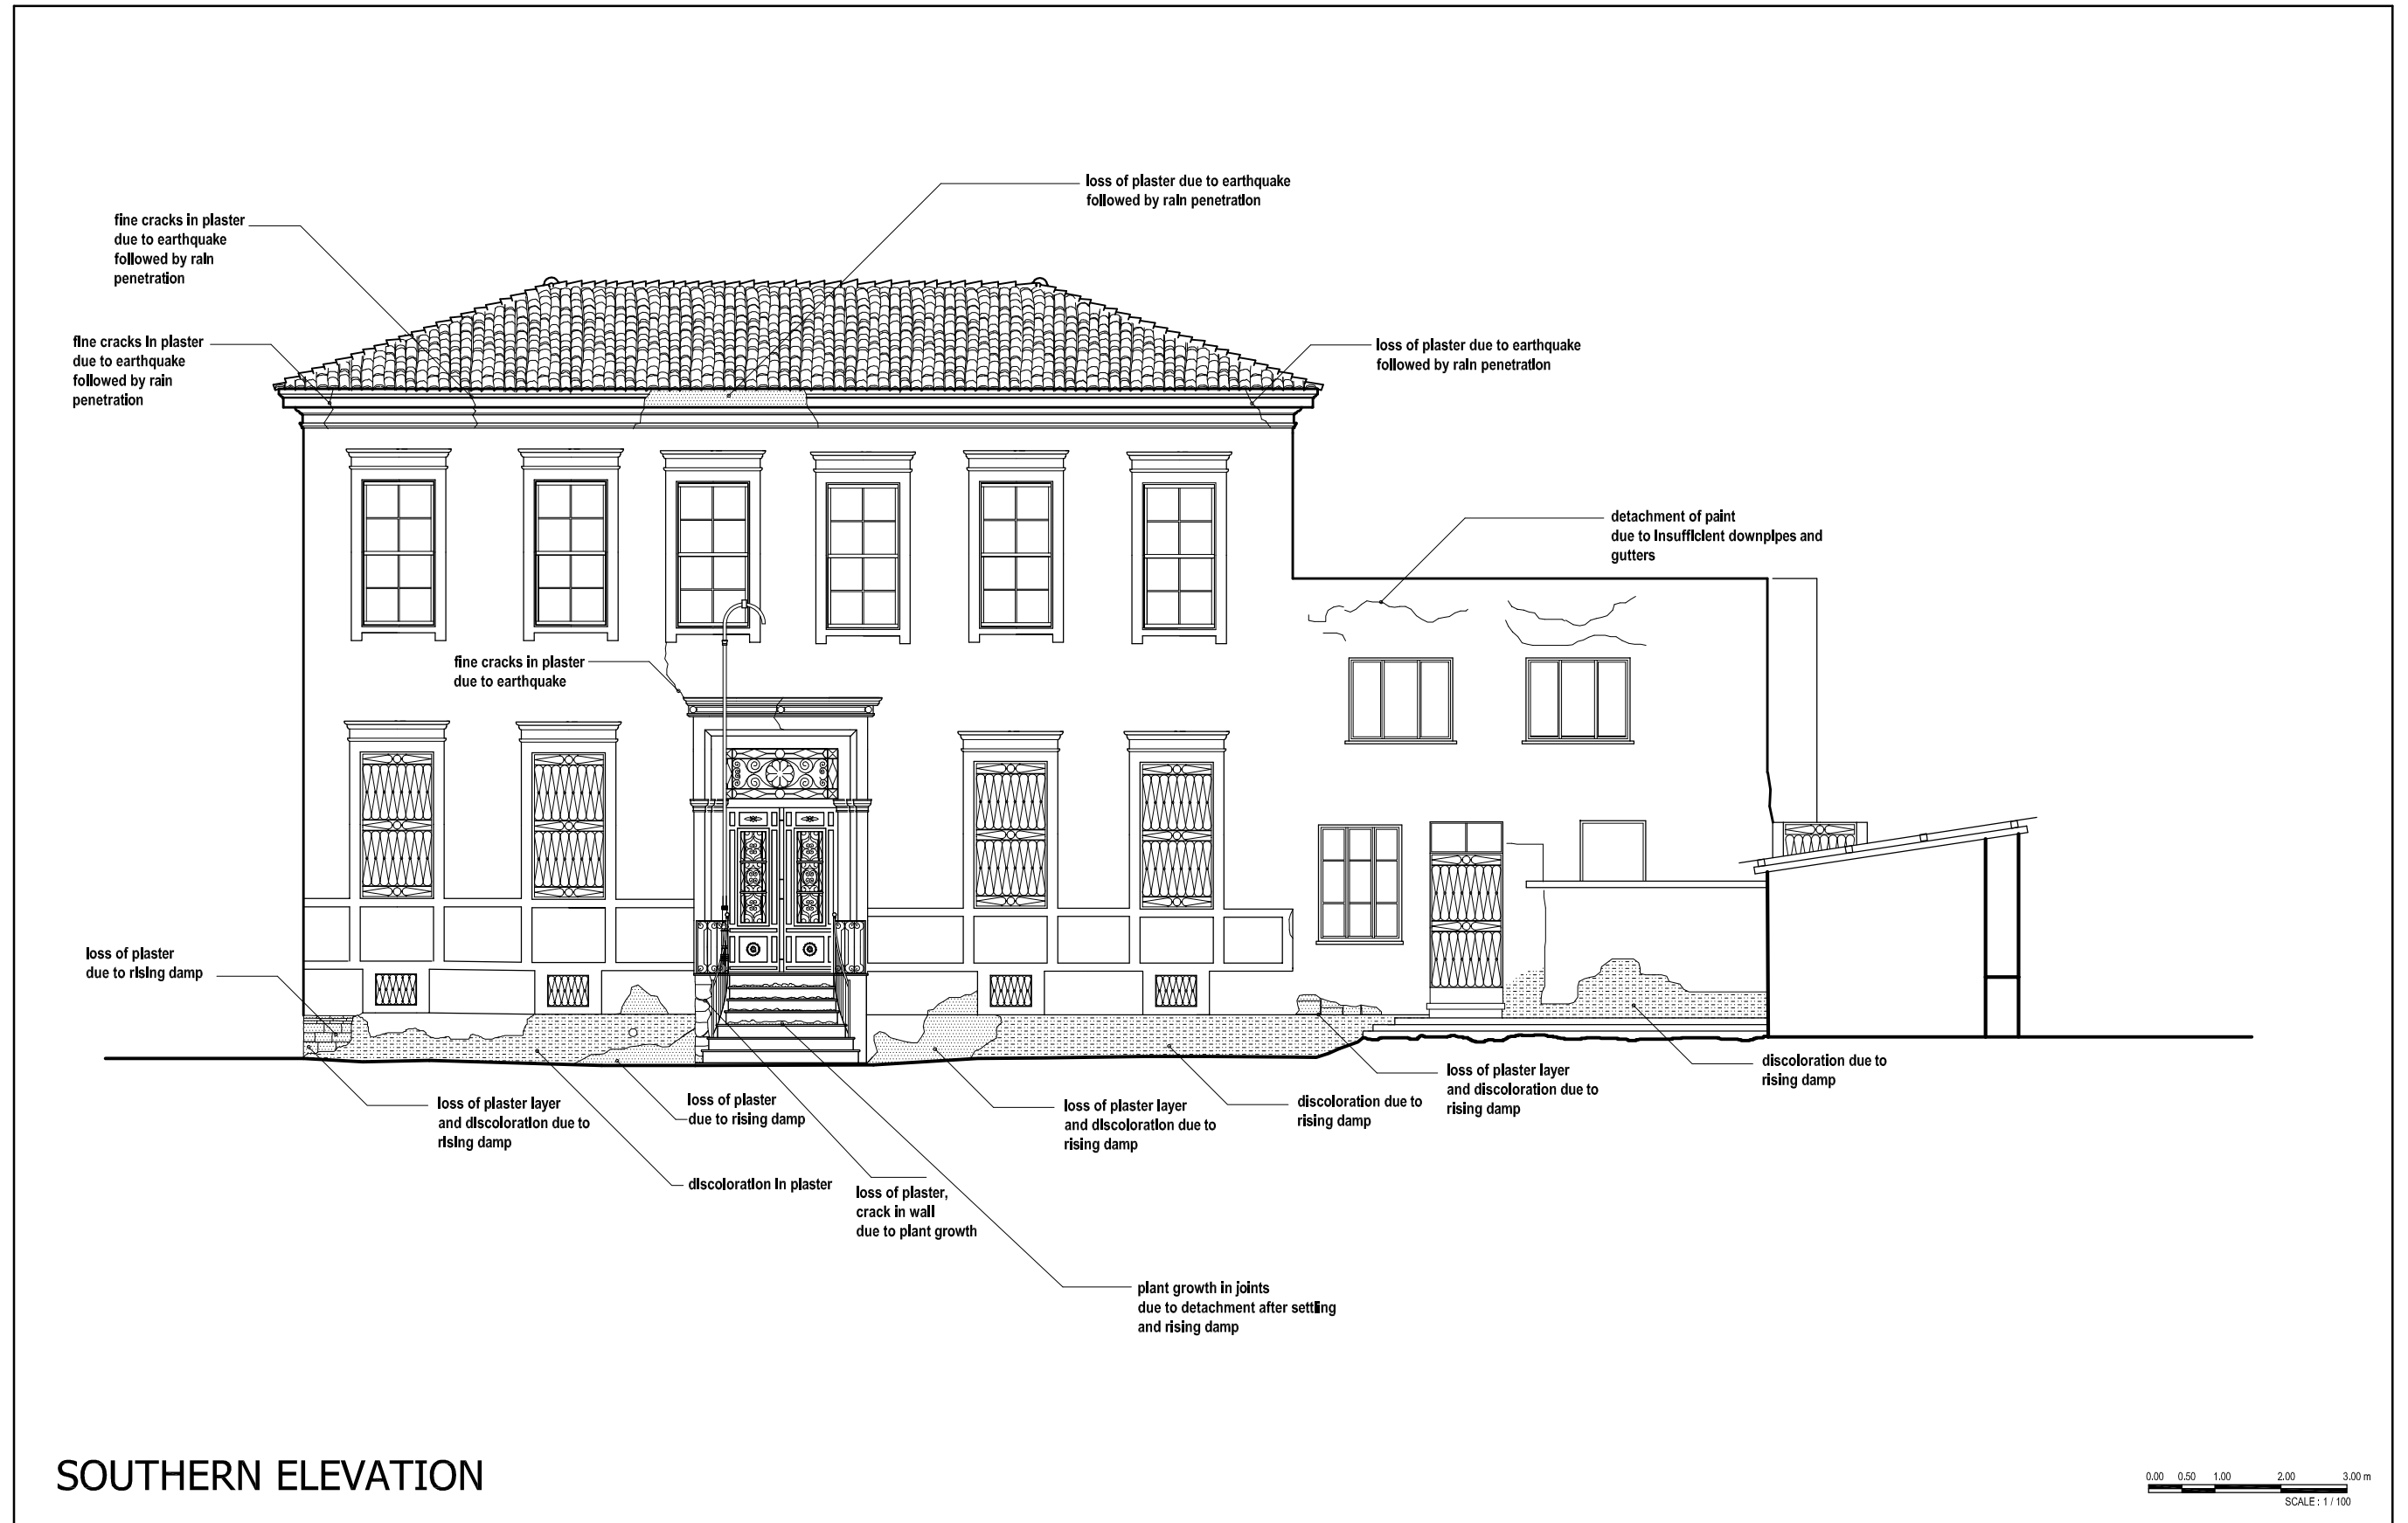 loss of plaster due to earthquake
followed by rain penetration
fine cracks in plaster
due to earthquake
followed by rain
penetration
fine cracks in plaster
due to earthquake
followed by rain
penetration
loss of plaster due to earthquake
followed by rain penetration
detachment of paint
due to insufficient downpipes and
gutters
fine cracks in plaster
due to earthquake
loss of plaster
due to rising damp
loss of plaster layer
and discoloration due to
rising damp
loss of plaster
due to rising damp
discoloration in plaster
loss of plaster,
crack in wall
due to plant growth
loss of plaster layer
and discoloration due to
rising damp
discoloration due to
rising damp
loss of plaster layer
and discoloration due to
rising damp
discoloration due to
rising damp
plant growth in joints
due to detachment after settling
and rising damp
SOUTHERN ELEVATION
0.00 0.50 1.00 2.00 3.00 m
SCALE : 1 / 100